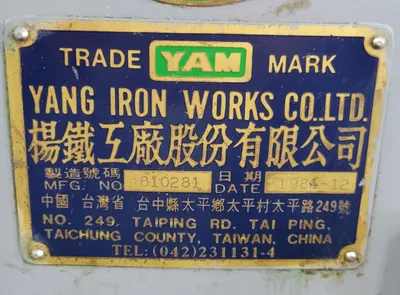 TRADE YAM MARK
YANG IRON WORKS CO.,LTD.
楊鐵工廠股份有限公司
製造號碼 日期
MFG. NO 810281 DATE 1984-12
中國 台灣省 台中縣太平鄉太平村太平路249號
NO. 249. TAIPING RD. TAI PING,
TAICHUNG COUNTY, TAIWAN, CHINA
TEL:(042)231131-4